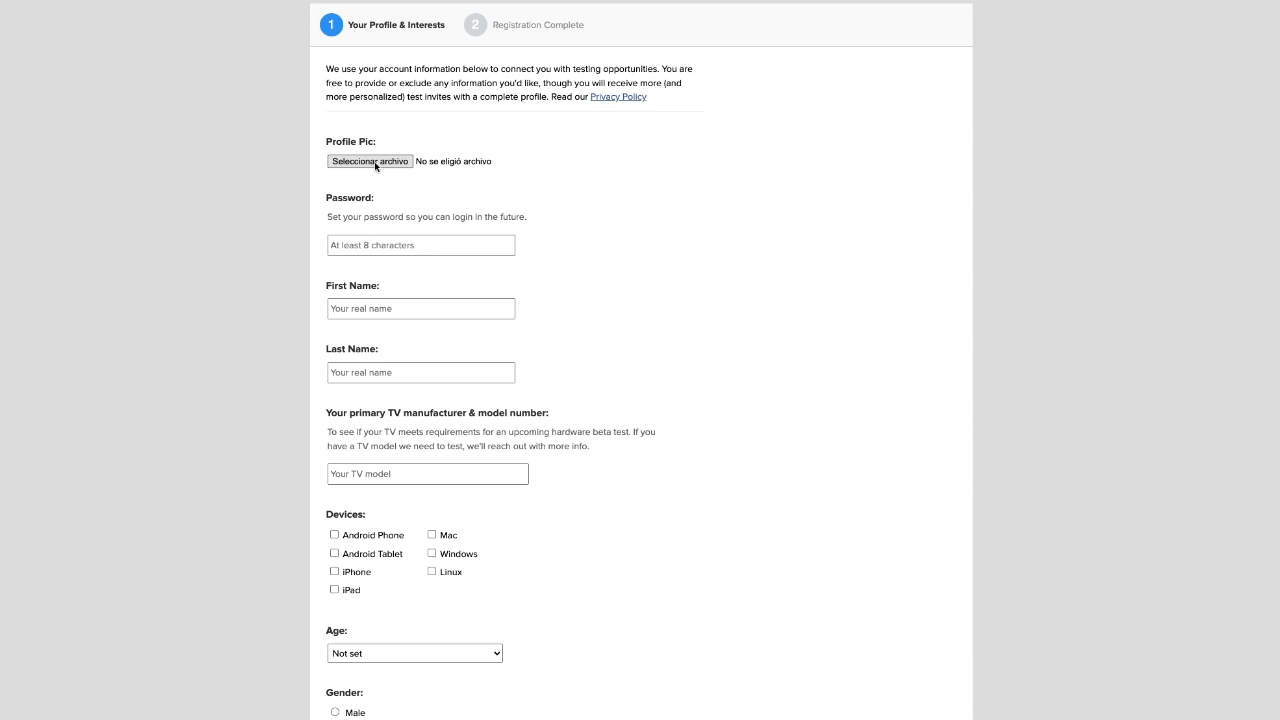 1 Your Profile & Interests 2 Registration Complete
We use your account information below to connect you with testing opportunities. You are
free to provide or exclude any information you'd like, though you will receive more (and
more personalized) test invites with a complete profile. Read our Privacy Policy
Profile Pic:
Seleccionar archivo No se eligió archivo
Password:
Set your password so you can login in the future.
At least 8 characters
First Name:
Your real name
Last Name:
Your real name
Your primary TV manufacturer & model number:
To see if your TV meets requirements for an upcoming hardware beta test. If you
have a TV model we need to test, we'll reach out with more info.
Your TV model
Devices:
Android Phone Mac
Android Tablet Windows
iPhone Linux
iPad
Age:
Not set
Gender:
Male